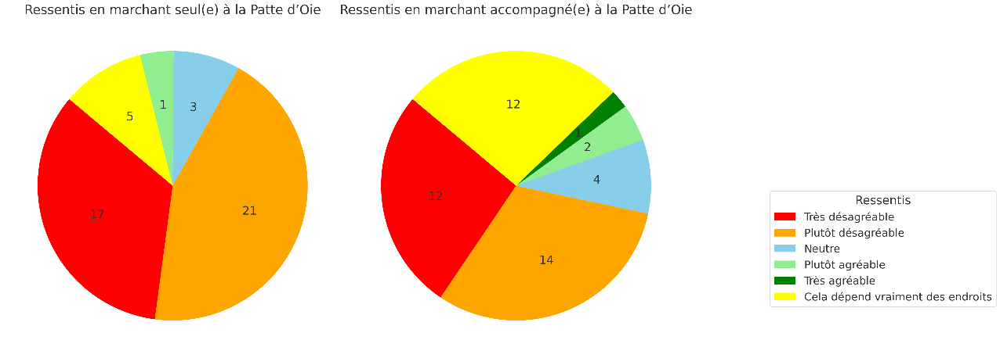 Ressentis en marchant seul(e) à la Patte d’Oie
1
3
5
17
21
Ressentis en marchant accompagné(e) à la Patte d’Oie
12
1
2
4
12
14
Ressentis
Très désagréable
Plutôt désagréable
Neutre
Plutôt agréable
Très agréable
Cela dépend vraiment des endroits